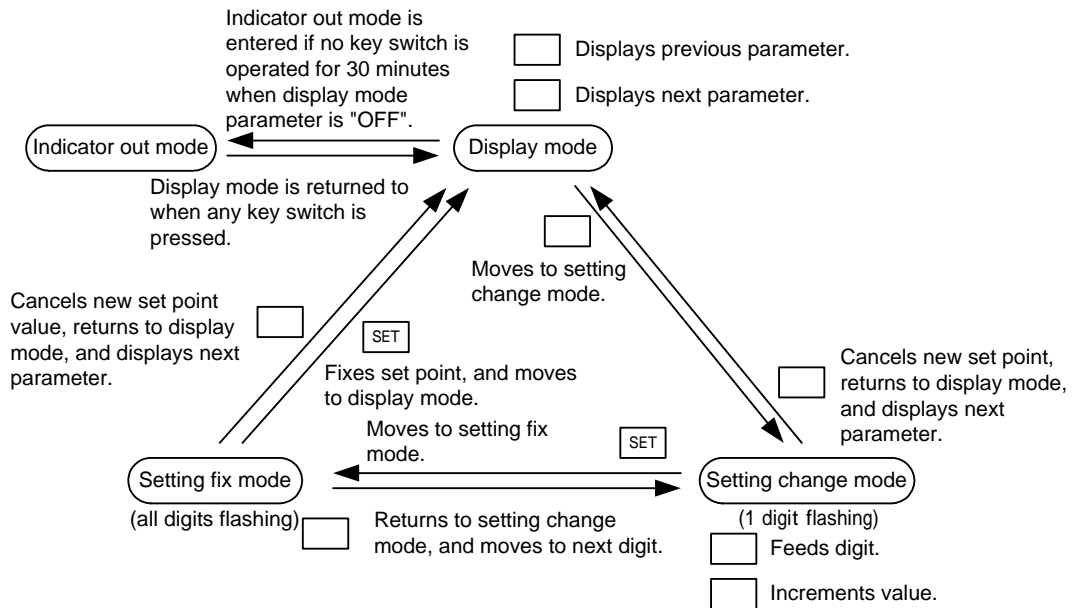 Indicator out mode is
entered if no key switch is
operated for 30 minutes
when display mode
parameter is "OFF".
Displays previous parameter.
Displays next parameter.
Indicator out mode
Display mode
Display mode is returned to
when any key switch is
pressed.
Moves to setting
change mode.
Cancels new set point
value, returns to display
mode, and displays next
parameter.
SET
Fixes set point, and moves
to display mode.
Cancels new set point,
returns to display mode,
and displays next
parameter.
Moves to setting fix
mode.
SET
Setting fix mode
(all digits flashing)
Setting change mode
(1 digit flashing)
Returns to setting change
mode, and moves to next digit.
Feeds digit.
Increments value.